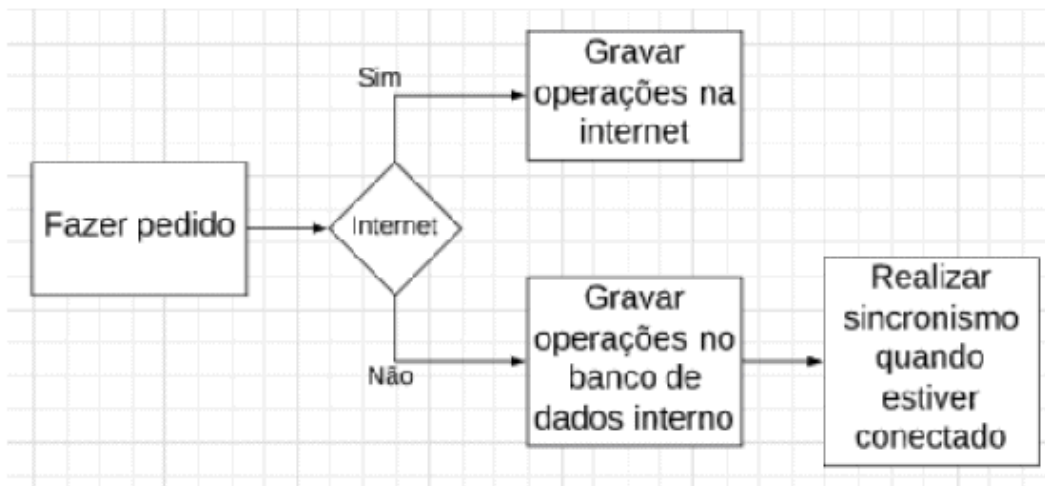 Fazer pedido
Internet
Sim
Gravar
operações na
internet
Não
Gravar
operações no
banco de
dados interno
Realizar
sincronismo
quando
estiver
conectado